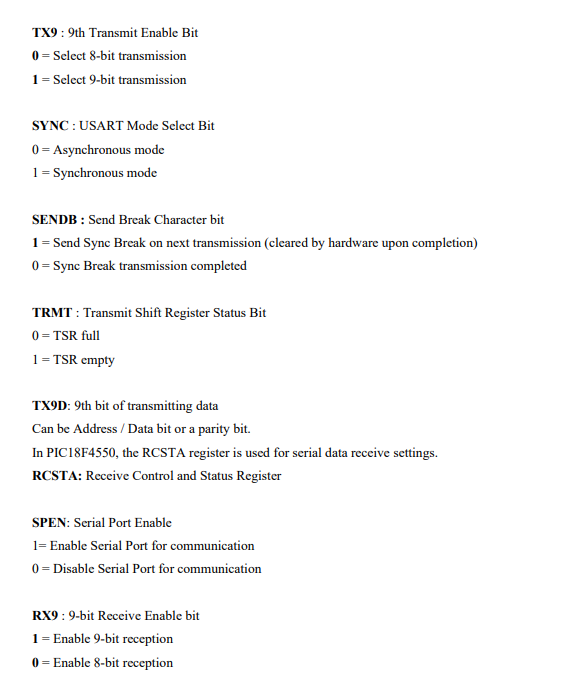 TX9 : 9th Transmit Enable Bit
0 = Select 8-bit transmission
1 = Select 9-bit transmission
SYNC : USART Mode Select Bit
0 = Asynchronous mode
1 = Synchronous mode
SENDB : Send Break Character bit
1 = Send Sync Break on next transmission (cleared by hardware upon completion)
0 = Sync Break transmission completed
TRMT : Transmit Shift Register Status Bit
0 = TSR full
1 = TSR empty
TX9D: 9th bit of transmitting data
Can be Address / Data bit or a parity bit.
In PIC18F4550, the RCSTA register is used for serial data receive settings.
RCSTA: Receive Control and Status Register
SPEN: Serial Port Enable
1= Enable Serial Port for communication
0 = Disable Serial Port for communication
RX9 : 9-bit Receive Enable bit
1 = Enable 9-bit reception
0 = Enable 8-bit reception